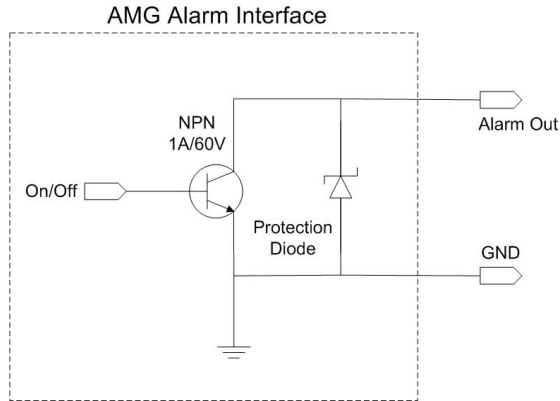 AMG Alarm Interface
NPN
1A/60V
Alarm Out
On/Off
Protection
Diode
GND